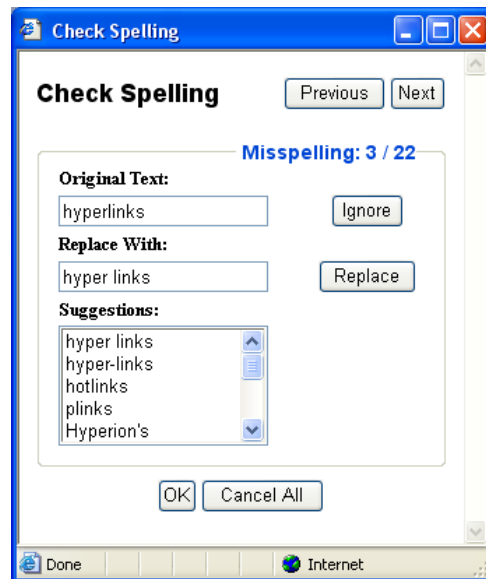 Check Spelling
Check Spelling Previous Next
Misspelling: 3 / 22
Original Text:
hyperlinks Ignore
Replace With:
hyper links Replace
Suggestions:
hyper links
hyper-links
hotlinks
plinks
Hyperion's
OK Cancel All
Done Internet